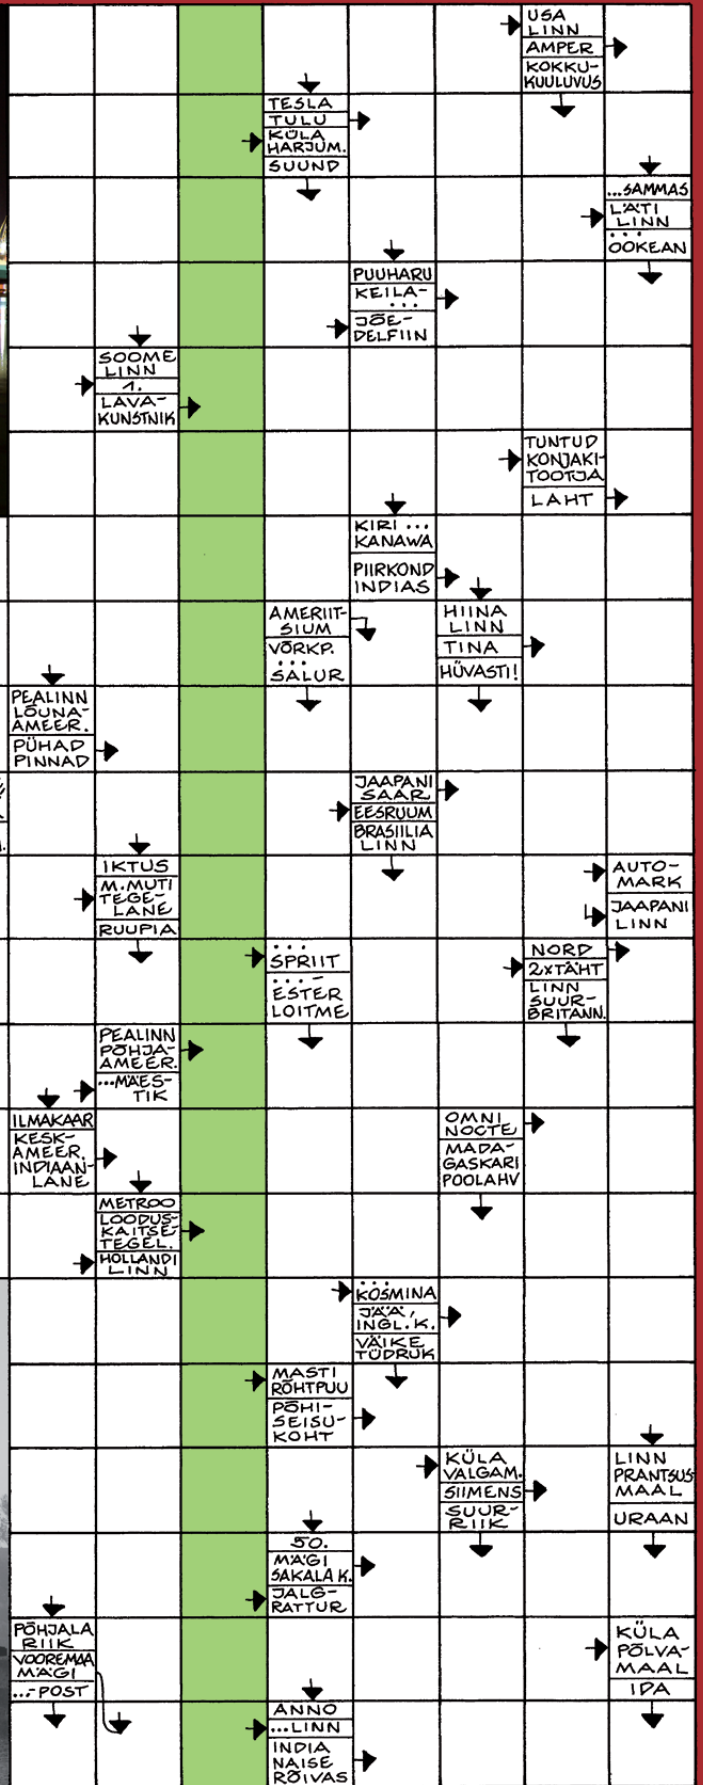 USA
LINN
AMPER
KOKKU-
KUULUVUS
TESLA
TULU
KÜLA
HARJUM.
SUUND
...SAMMAS
LÄTI
LINN
...
OOKEAN
PUUHARU
KEILA-
...
JÕE-
DELFIIN
SOOME
LINN
1.
LAVA-
KUNSTNIK
TUNTUD
KONJAKI-
TOOTJA
LAHT
KIRI ...
KANAWA
PIIRKOND
INDIAS
AMERIIT-
SIUM
VÕRKP.
...
SALUR
HIINA
LINN
TINA
HÜVASTI!
PEALINN
LÕUNA-
AMEER.
PÜHAD
PINNAD
JAAPANI
SAAR
EESRUUM
BRASIILIA
LINN
IKTUS
M.MUTI
TEGE-
LANE
RUUPIA
AUTO-
MARK
JAAPANI
LINN
...
SPRIIT
...-
ESTER
LOITME
NORD
2×TÄHT
LINN
SUUR-
BRITANN.
PEALINN
PÕHJA-
AMEER.
...MÄES-
TIK
ILMAKAAR
KESK-
AMEER.
INDIAAN-
LANE
OMNI
NOCTE
MADA-
GASKARI
POOLAHV
METROO
LOODUS-
KAITSE-
TEGEL.
HOLLANDI
LINN
...
KOSMINA
JÄÄ,
INGL. K.
VÄIKE
TÜDRUK
MASTI
RÕHTPUU
PÕHI-
SEISU-
KOHT
KÜLA
VALGAM.
SIIMENS
SUUR-
RIIK
LINN
PRANTSUS-
MAAL
URAAN
50.
MÄGI
SAKALA K.
JALG-
RATTUR
PÕHJALA
RIIK
VOOREMAA
MÄGI
...-POST
KÜLA
PÕLVA-
MAAL
IDA
ANNO
...LINN
INDIA
NAISE
RÕIVAS